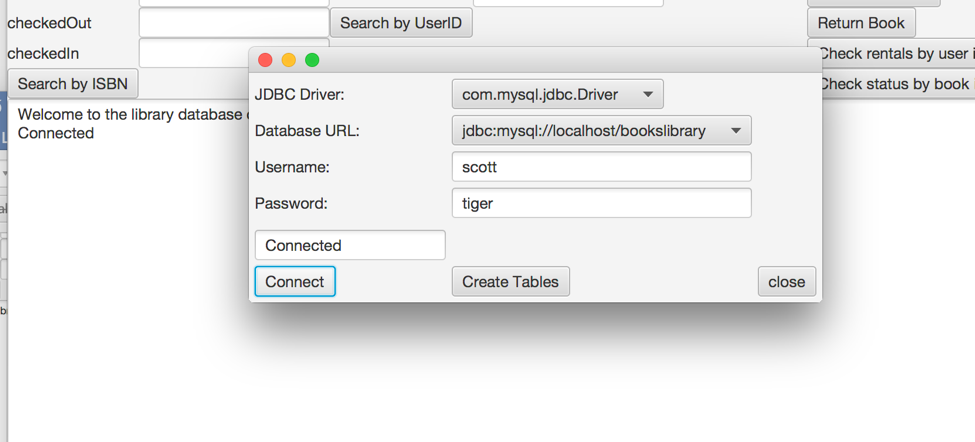 checkedOut
Search by UserID
Return Book
checkedIn
Check rentals by user i
Search by ISBN
Check status by book
Welcome to the library database
Connected
JDBC Driver:
com.mysql.jdbc.Driver
Database URL:
jdbc:mysql://localhost/bookslibrary
Username:
scott
Password:
tiger
Connected
Connect
Create Tables
close